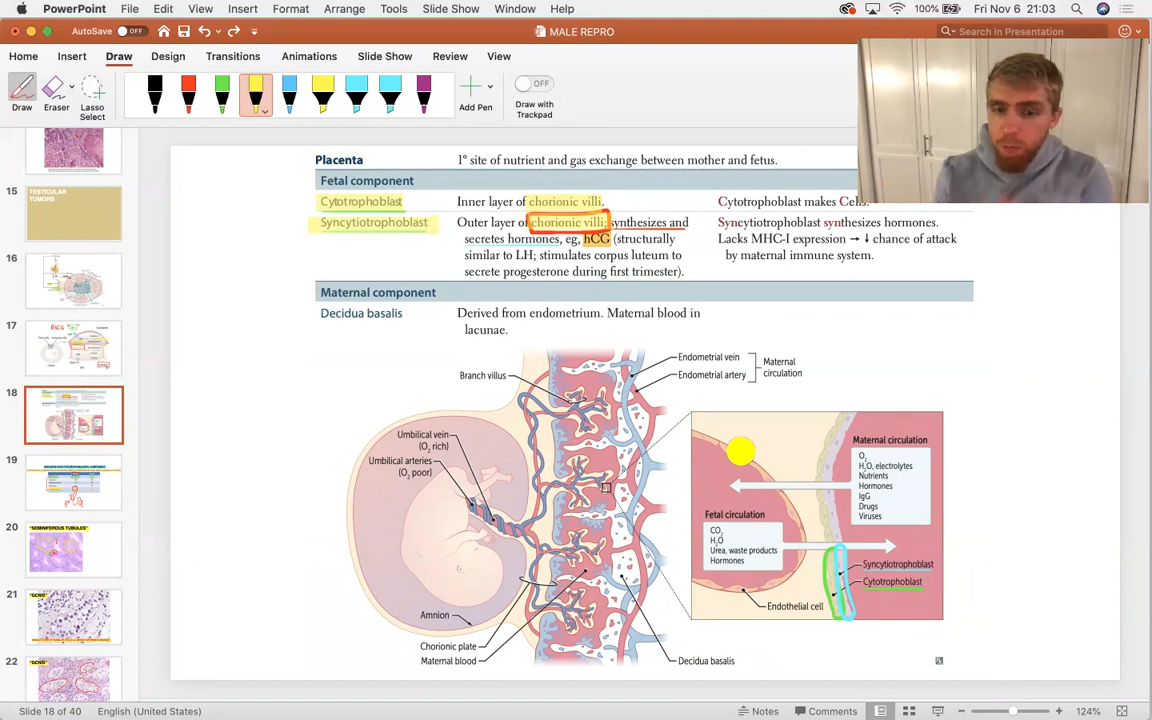 PowerPoint File Edit View Insert Format Arrange Tools Slide Show Window Help 100% Fri Nov 6 21:03
AutoSave OFF MALE REPRO Search in Presentation
Home Insert Draw Design Transitions Animations Slide Show Review View
Draw Eraser Lasso Select Add Pen OFF Draw with Trackpad
15
TESTICULAR
TUMORS
16
17
18
19
20
"SEMINIFEROUS TUBULES"
21
"GCNIS"
22
"GCNIS"
Placenta 1° site of nutrient and gas exchange between mother and fetus.
Fetal component
Cytotrophoblast Inner layer of chorionic villi. Cytotrophoblast makes Cells.
Syncytiotrophoblast Outer layer of chorionic villi; synthesizes and Syncytiotrophoblast synthesizes hormones.
secretes hormones, eg, hCG (structurally Lacks MHC-I expression → ↓ chance of attack
similar to LH; stimulates corpus luteum to by maternal immune system.
secrete progesterone during first trimester).
Maternal component
Decidua basalis Derived from endometrium. Maternal blood in
lacunae.
Endometrial vein
Endometrial artery
Maternal
circulation
Branch villus
Umbilical vein
(O2 rich)
Umbilical arteries
(O2 poor)
Amnion
Chorionic plate
Maternal blood
Decidua basalis
Maternal circulation
O2
H2O, electrolytes
Nutrients
Hormones
IgG
Drugs
Viruses
Fetal circulation
CO2
H2O
Urea, waste products
Hormones
Syncytiotrophoblast
Cytotrophoblast
Endothelial cell
Slide 18 of 40 English (United States) Notes Comments 124%